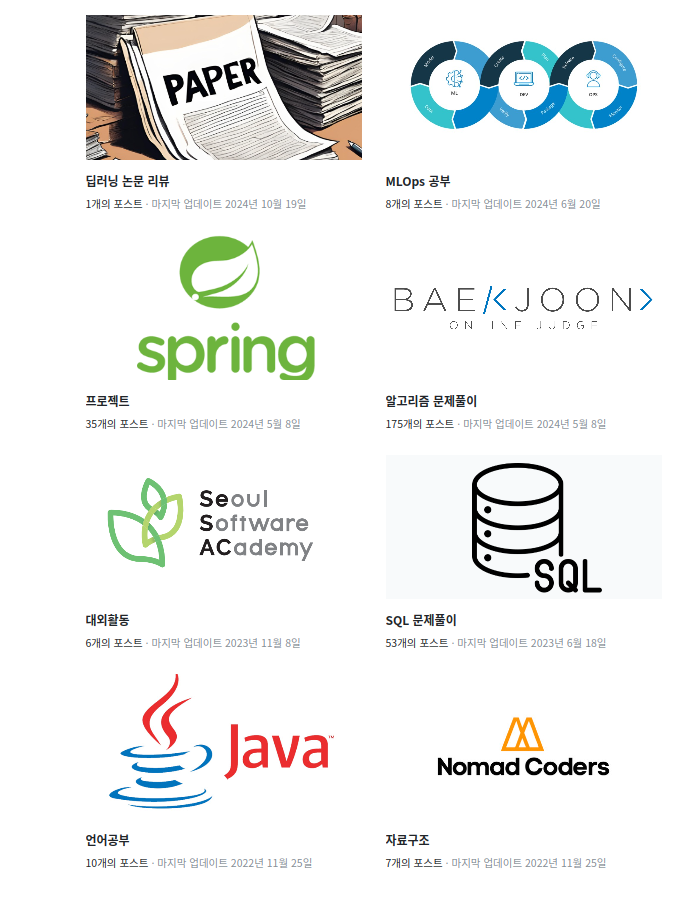 PAPER
딥러닝 논문 리뷰
1개의 포스트 · 마지막 업데이트 2024년 10월 19일
ML
DEV
OPS
MLOps 공부
8개의 포스트 · 마지막 업데이트 2024년 6월 20일
spring
프로젝트
35개의 포스트 · 마지막 업데이트 2024년 5월 8일
BAEKJOON>
ONLINE JUDGE
알고리즘 문제풀이
175개의 포스트 · 마지막 업데이트 2024년 5월 8일
Seoul
Software
ACademy
대외활동
6개의 포스트 · 마지막 업데이트 2023년 11월 8일
SQL
SQL 문제풀이
53개의 포스트 · 마지막 업데이트 2023년 6월 18일
Java™
언어공부
10개의 포스트 · 마지막 업데이트 2022년 11월 25일
Nomad Coders
자료구조
7개의 포스트 · 마지막 업데이트 2022년 11월 25일